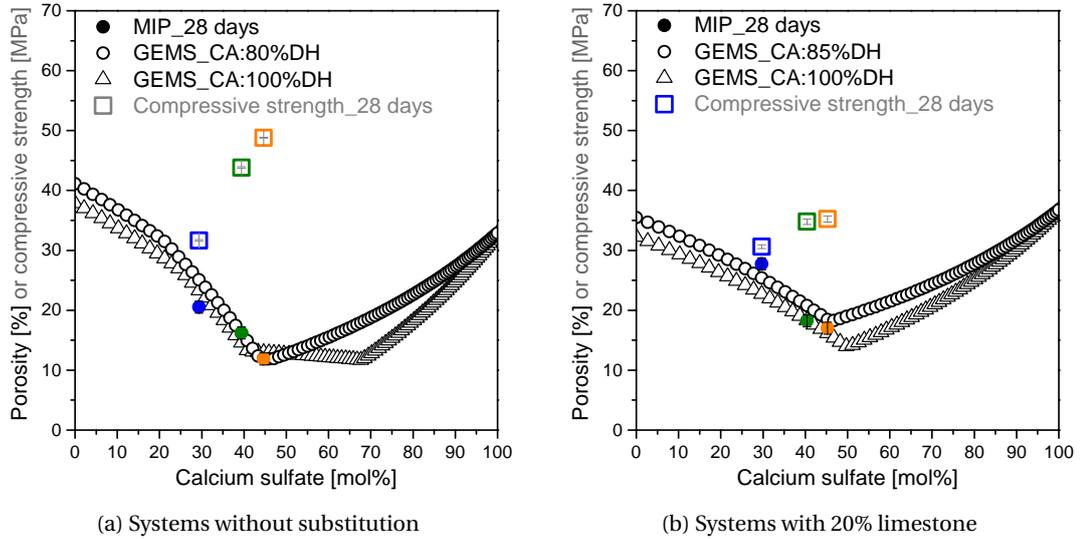 Porosity [%] or compressive strength [MPa]
70
60
50
40
30
20
10
0
MIP_28 days
GEMS_CA:80%DH
GEMS_CA:100%DH
Compressive strength_28 days
0 10 20 30 40 50 60 70 80 90 100
Calcium sulfate [mol%]
(a) Systems without substitution
Porosity [%] or compressive strength [MPa]
70
60
50
40
30
20
10
0
MIP_28 days
GEMS_CA:85%DH
GEMS_CA:100%DH
Compressive strength_28 days
0 10 20 30 40 50 60 70 80 90 100
Calcium sulfate [mol%]
(b) Systems with 20% limestone